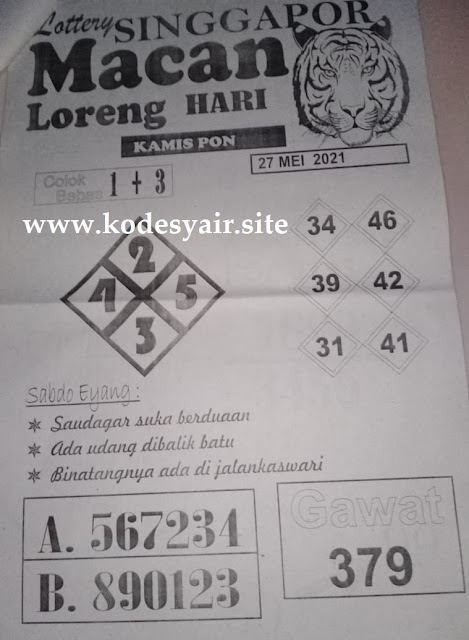 Lottery SINGGAPOR
Macan
Loreng HARI
KAMIS PON
27 MEI 2021
Colok Bebas 1 + 3
www.kodesyair.site
34 46
2
1 5
3
39 42
31 41
Sabdo Eyang :
✶ Saudagar suka berduaan
✶ Ada udang dibalik batu
✶ Binatangnya ada di jalankaswari
A. 567234
B. 890123
Gawat
379